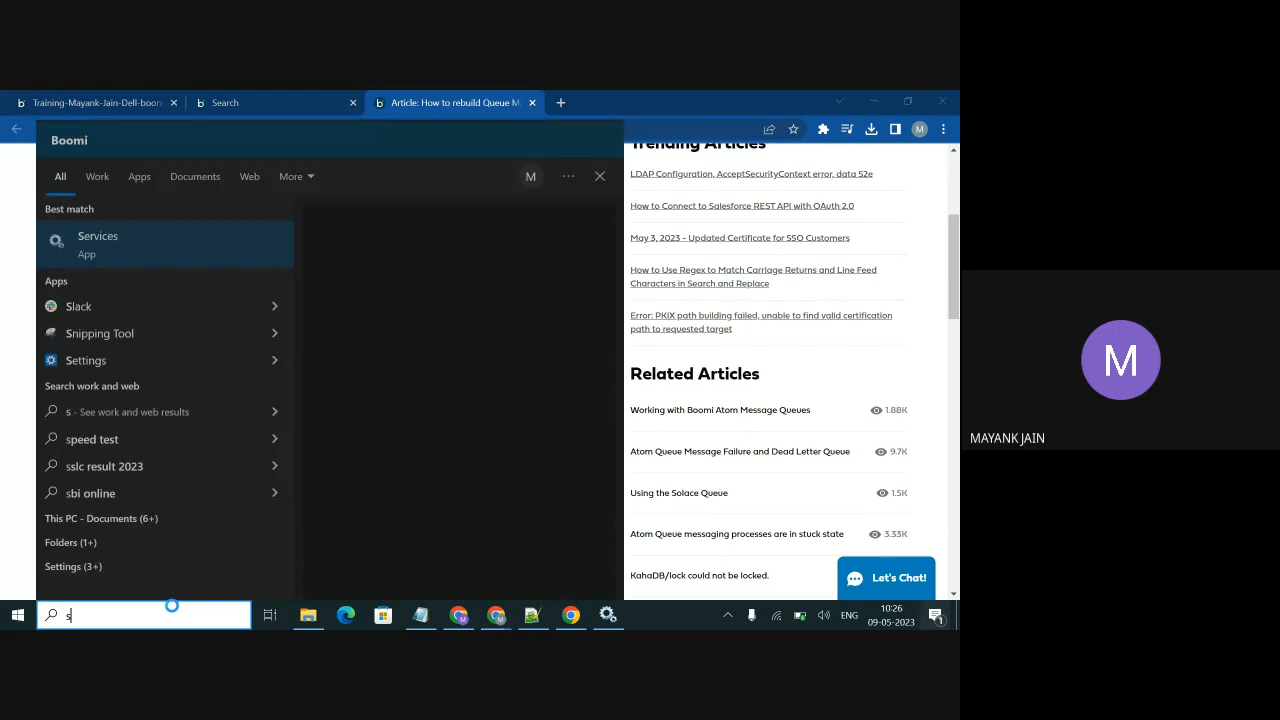 Training-Mayank-Jain-Dell-boom
Search
Article: How to rebuild Queue M
M
Boomi
All
Work
Apps
Documents
Web
More
M
Best match
Services
App
Apps
Slack
Snipping Tool
Settings
Search work and web
s - See work and web results
speed test
sslc result 2023
sbi online
This PC - Documents (6+)
Folders (1+)
Settings (3+)
Trending Articles
LDAP Configuration, AcceptSecurityContext error, data 52e
How to Connect to Salesforce REST API with OAuth 2.0
May 3, 2023 - Updated Certificate for SSO Customers
How to Use Regex to Match Carriage Returns and Line Feed
Characters in Search and Replace
Error: PKIX path building failed, unable to find valid certification
path to requested target
Related Articles
Working with Boomi Atom Message Queues 1.88K
Atom Queue Message Failure and Dead Letter Queue 9.7K
Using the Solace Queue 1.5K
Atom Queue messaging processes are in stuck state 3.33K
KahaDB/lock could not be locked.
Let's Chat!
s
ENG
10:26
09-05-2023
1
M
MAYANK JAIN